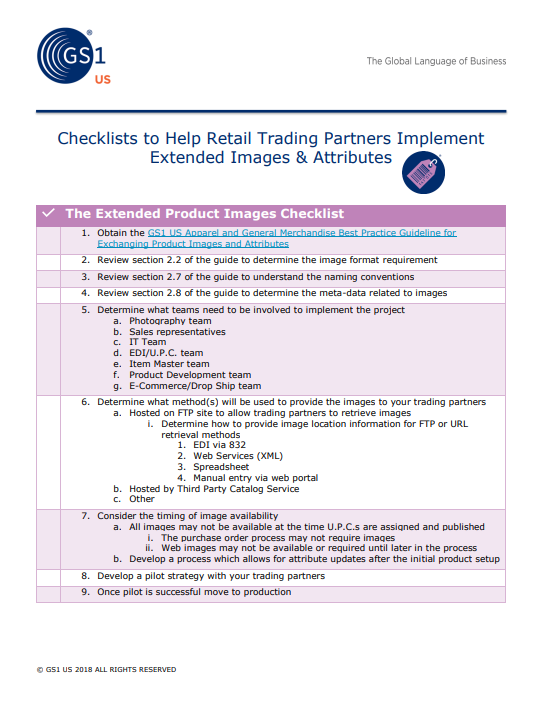 GS1
®
US
The Global Language of Business
Checklists to Help Retail Trading Partners Implement
Extended Images & Attributes
The Extended Product Images Checklist
1. Obtain the GS1 US Apparel and General Merchandise Best Practice Guideline for
Exchanging Product Images and Attributes
2. Review section 2.2 of the guide to determine the image format requirement
3. Review section 2.7 of the guide to understand the naming conventions
4. Review section 2.8 of the guide to determine the meta-data related to images
5. Determine what teams need to be involved to implement the project
a. Photography team
b. Sales representatives
c. IT Team
d. EDI/U.P.C. team
e. Item Master team
f. Product Development team
g. E-Commerce/Drop Ship team
6. Determine what method(s) will be used to provide the images to your trading partners
a. Hosted on FTP site to allow trading partners to retrieve images
i. Determine how to provide image location information for FTP or URL
retrieval methods
1. EDI via 832
2. Web Services (XML)
3. Spreadsheet
4. Manual entry via web portal
b. Hosted by Third Party Catalog Service
c. Other
7. Consider the timing of image availability
a. All images may not be available at the time U.P.C.s are assigned and published
i. The purchase order process may not require images
ii. Web images may not be available or required until later in the process
b. Develop a process which allows for attribute updates after the initial product setup
8. Develop a pilot strategy with your trading partners
9. Once pilot is successful move to production
© GS1 US 2018 ALL RIGHTS RESERVED